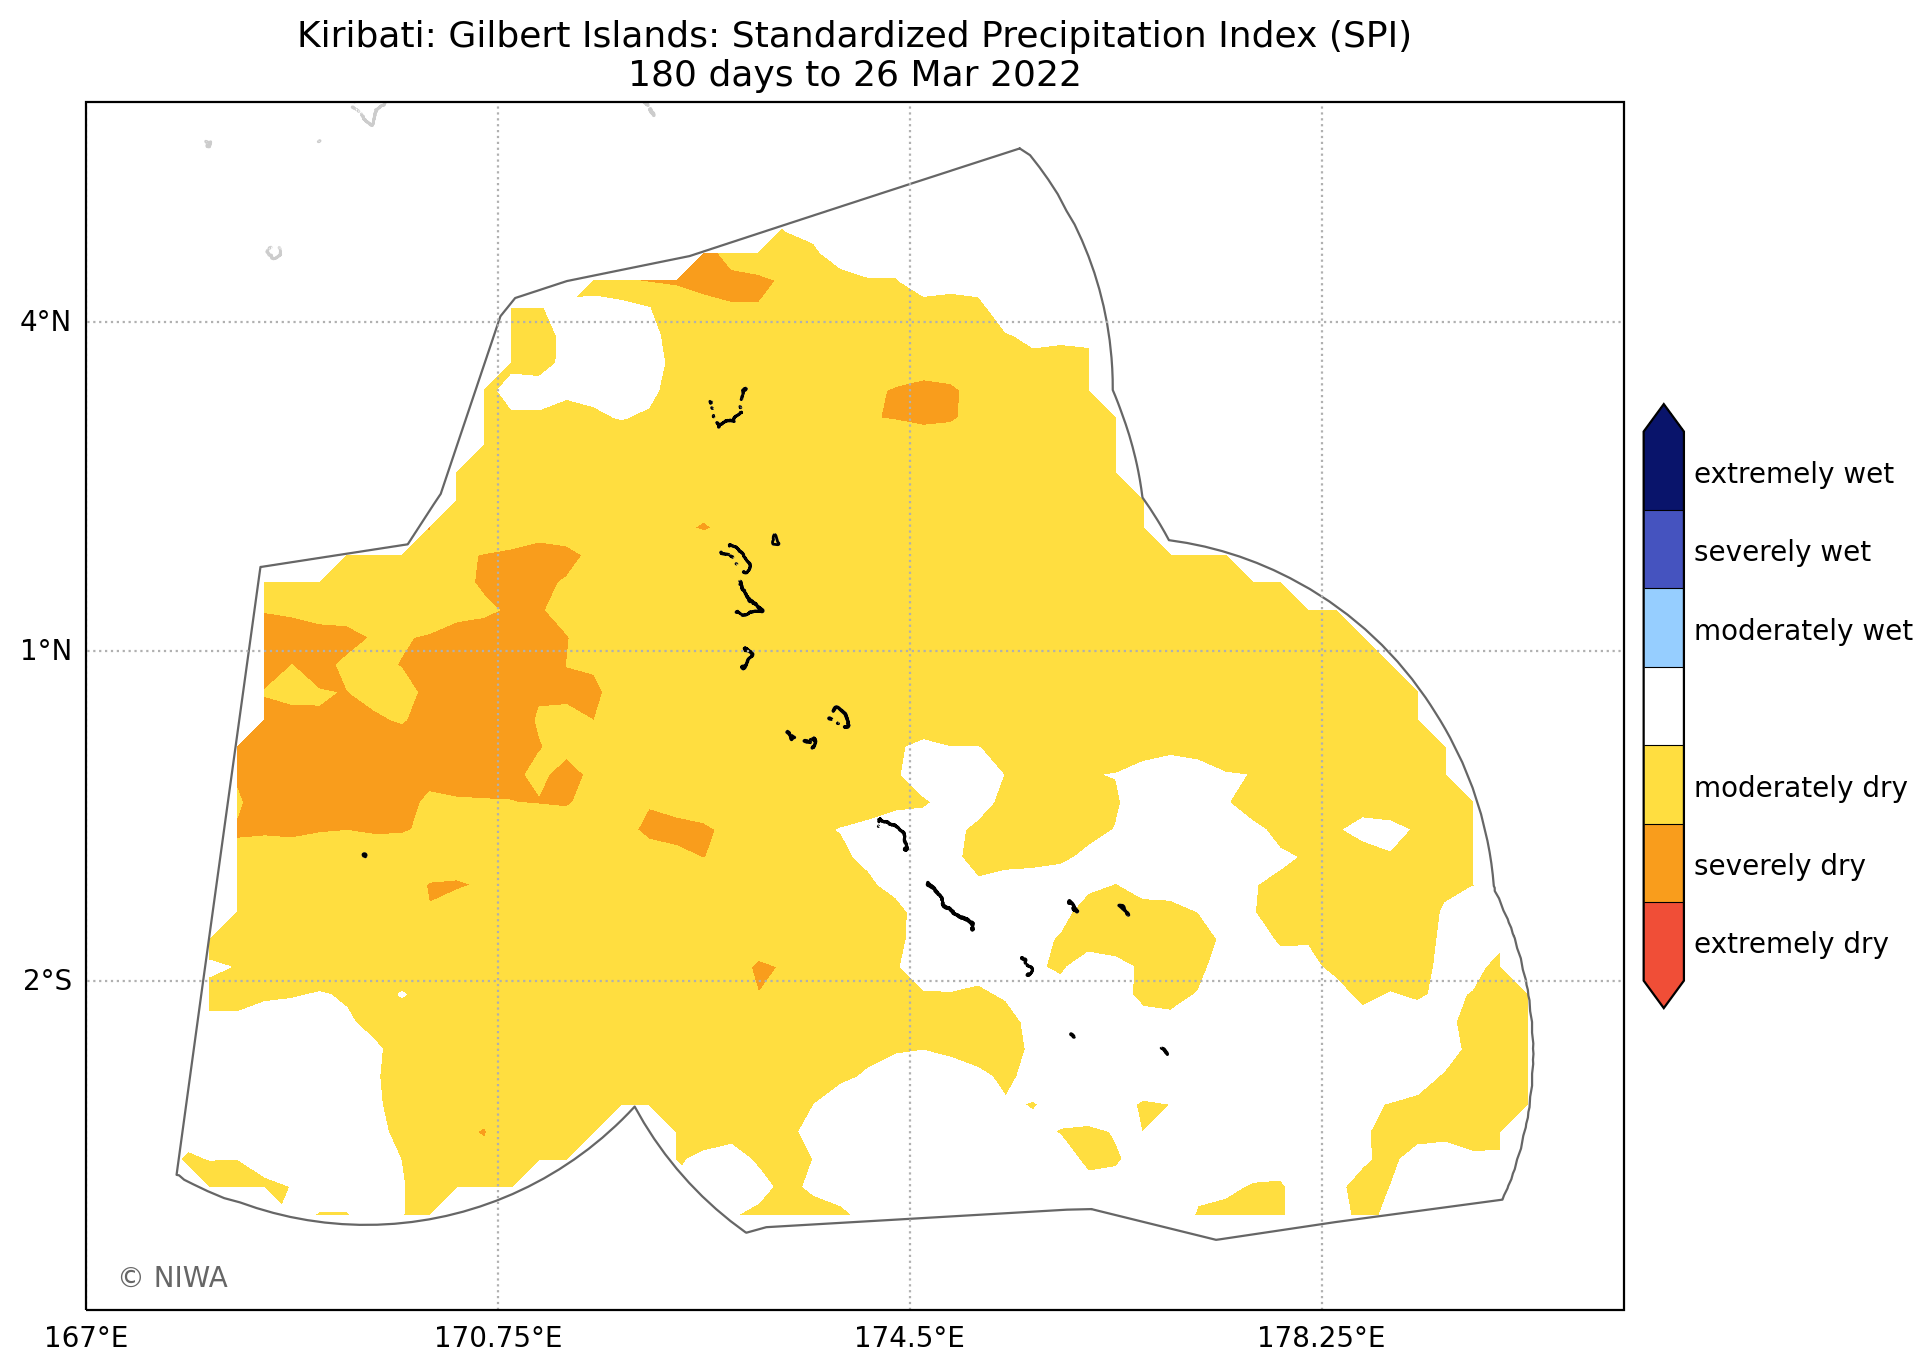 Kiribati: Gilbert Islands: Standardized Precipitation Index (SPI)
180 days to 26 Mar 2022
4°N
1°N
2°S
167°E
170.75°E
174.5°E
178.25°E
extremely wet
severely wet
moderately wet
moderately dry
severely dry
extremely dry
© NIWA